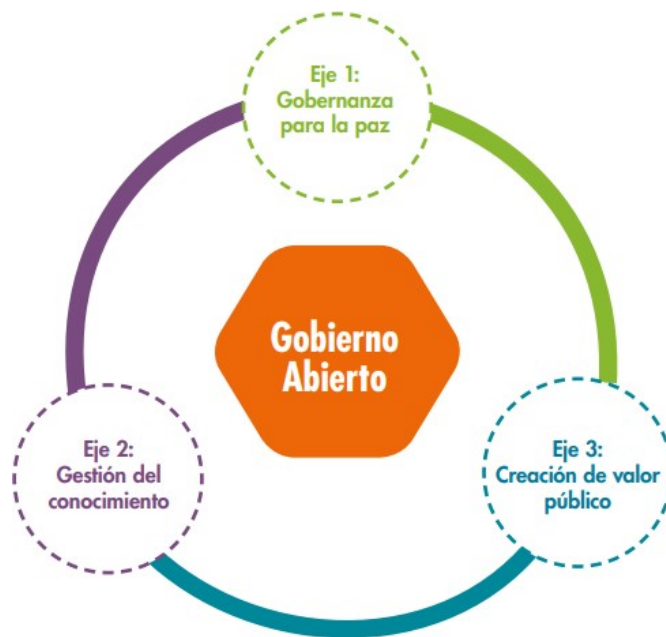 Eje 1:
Gobernanza
para la paz
Gobierno
Abierto
Eje 2:
Gestión del
conocimiento
Eje 3:
Creación de valor
público